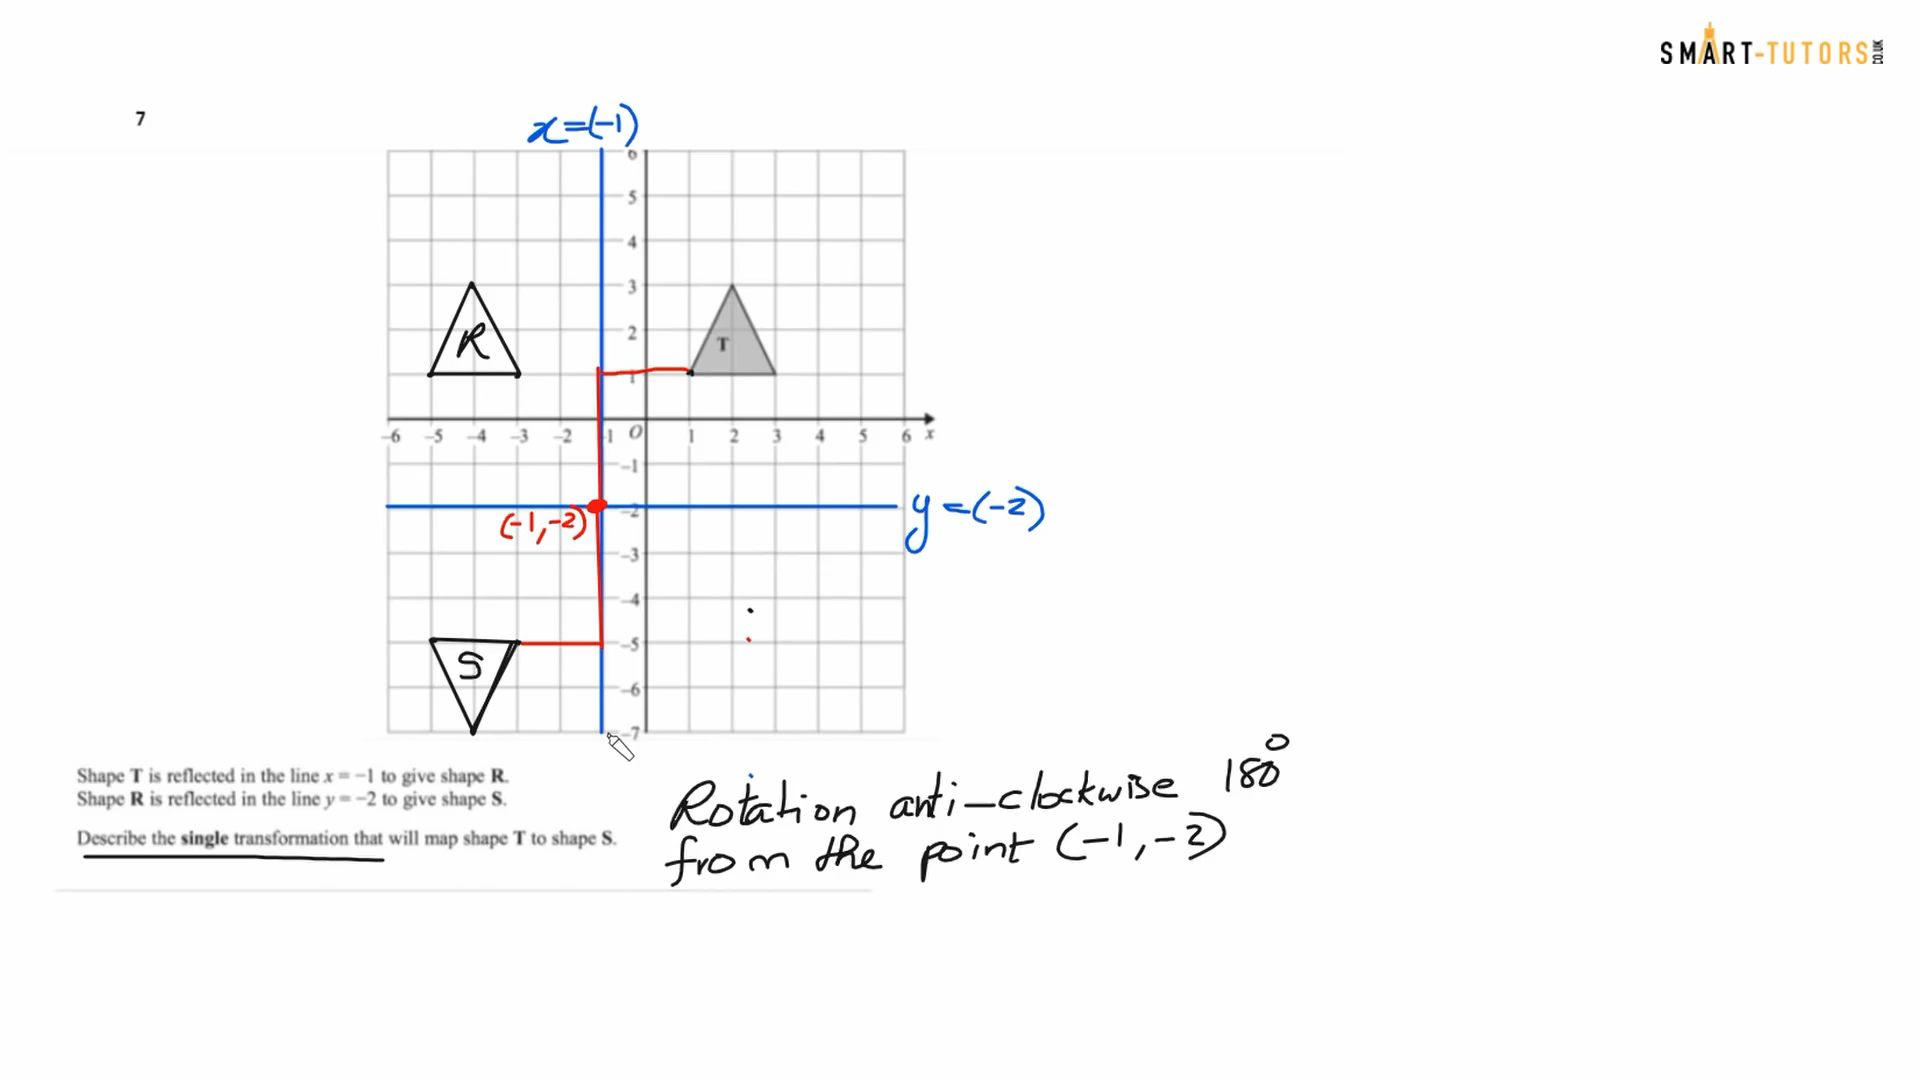 SMART-TUTORS.CO.UK
7
x=(-1)
6
5
4
3
2
1
R
T
-6 -5 -4 -3 -2 -1 O 1 2 3 4 5 6 x
-1
y=(-2)
-2
(-1,-2)
-3
-4
-5
S
-6
-7
Shape T is reflected in the line x = −1 to give shape R.
Shape R is reflected in the line y = −2 to give shape S.
Describe the single transformation that will map shape T to shape S.
Rotation anti-clockwise 180°
from the point (-1,-2)